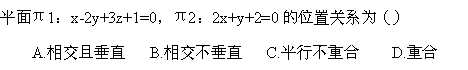 平面π1：x-2y+3z+1=0，π2：2x+y+2=0的位置关系为（）
A.相交且垂直 B.相交不垂直 C.平行不重合 D.重合